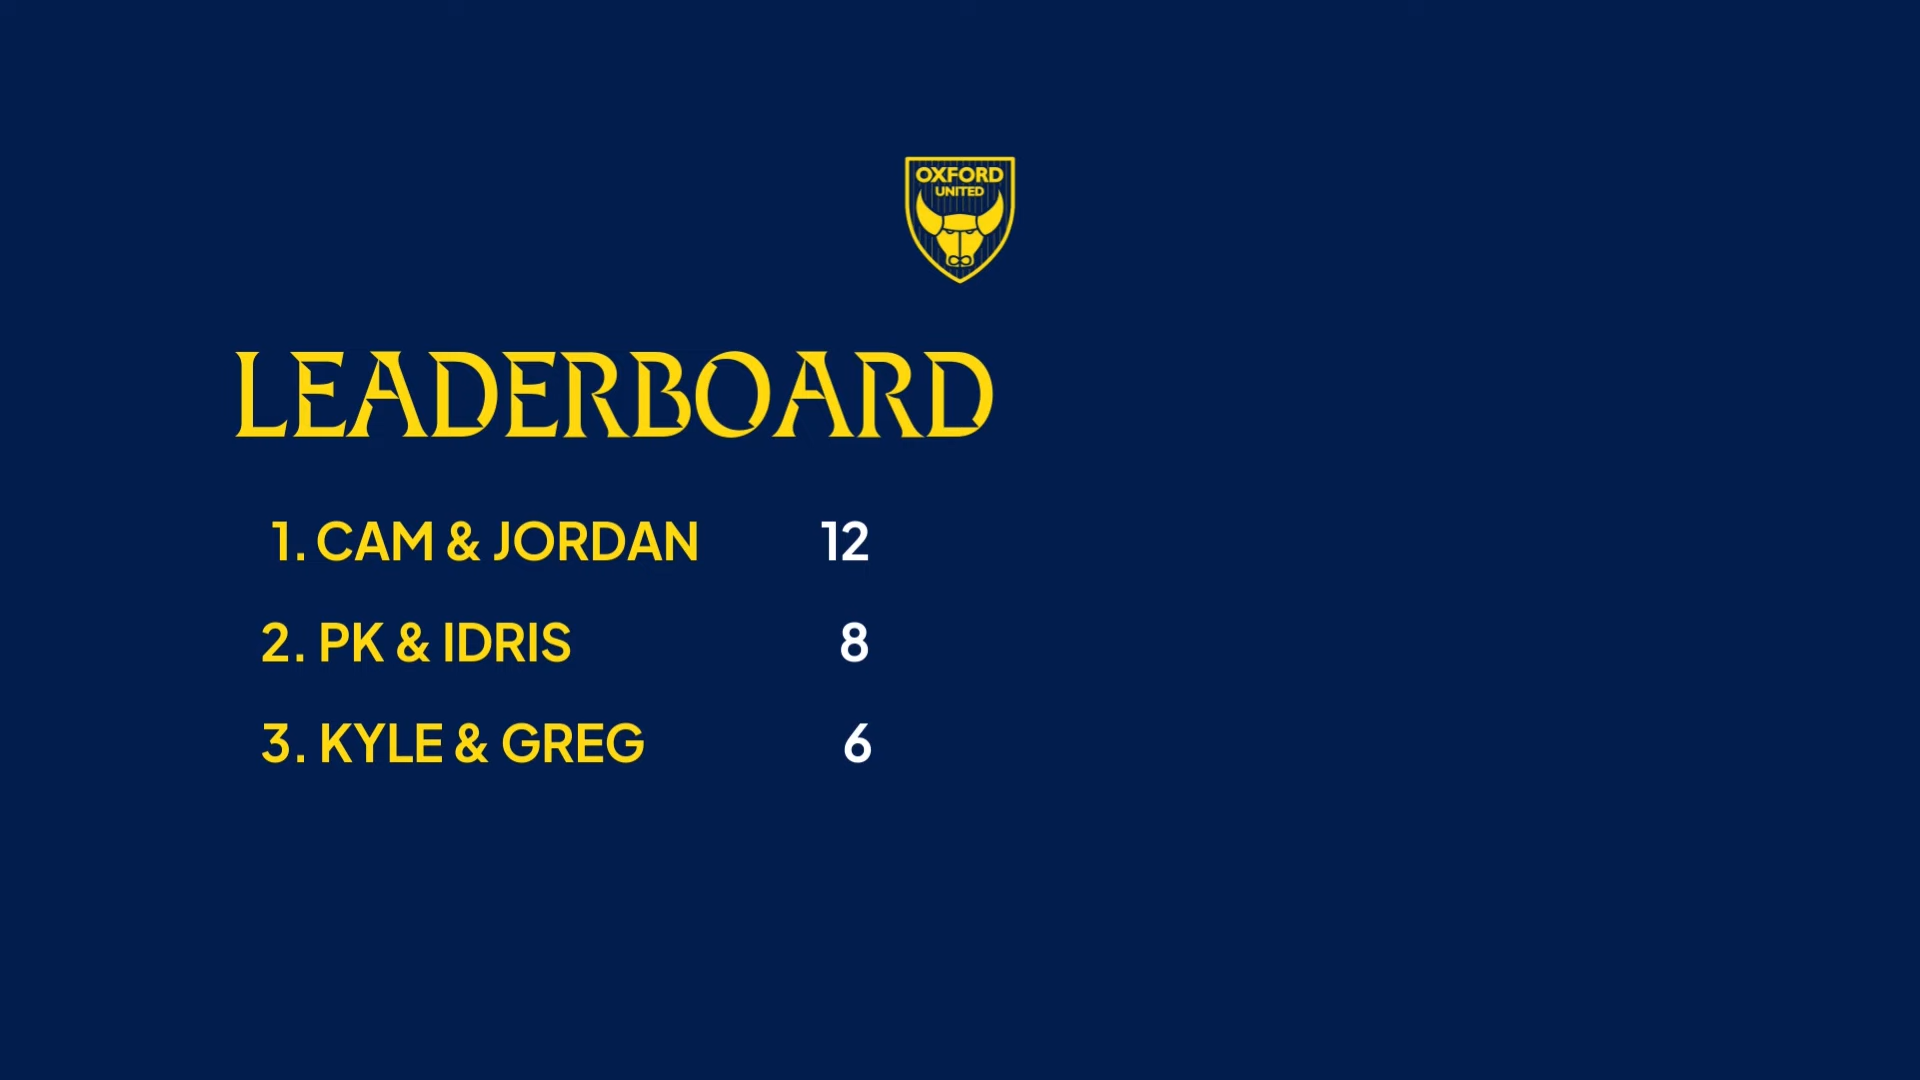 OXFORD
UNITED
LEADERBOARD
1. CAM & JORDAN 12
2. PK & IDRIS 8
3. KYLE & GREG 6